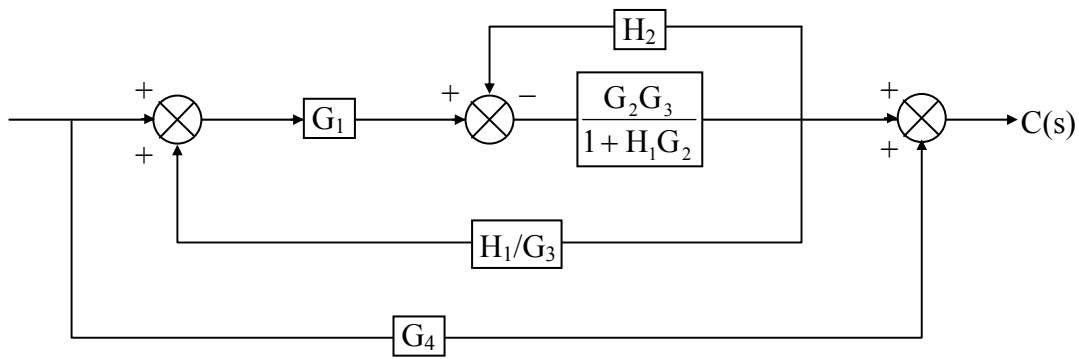 H₂
+
+ −
G₂G₃
+
G₁
1 + H₁G₂
C(s)
+
+
H₁/G₃
G₄